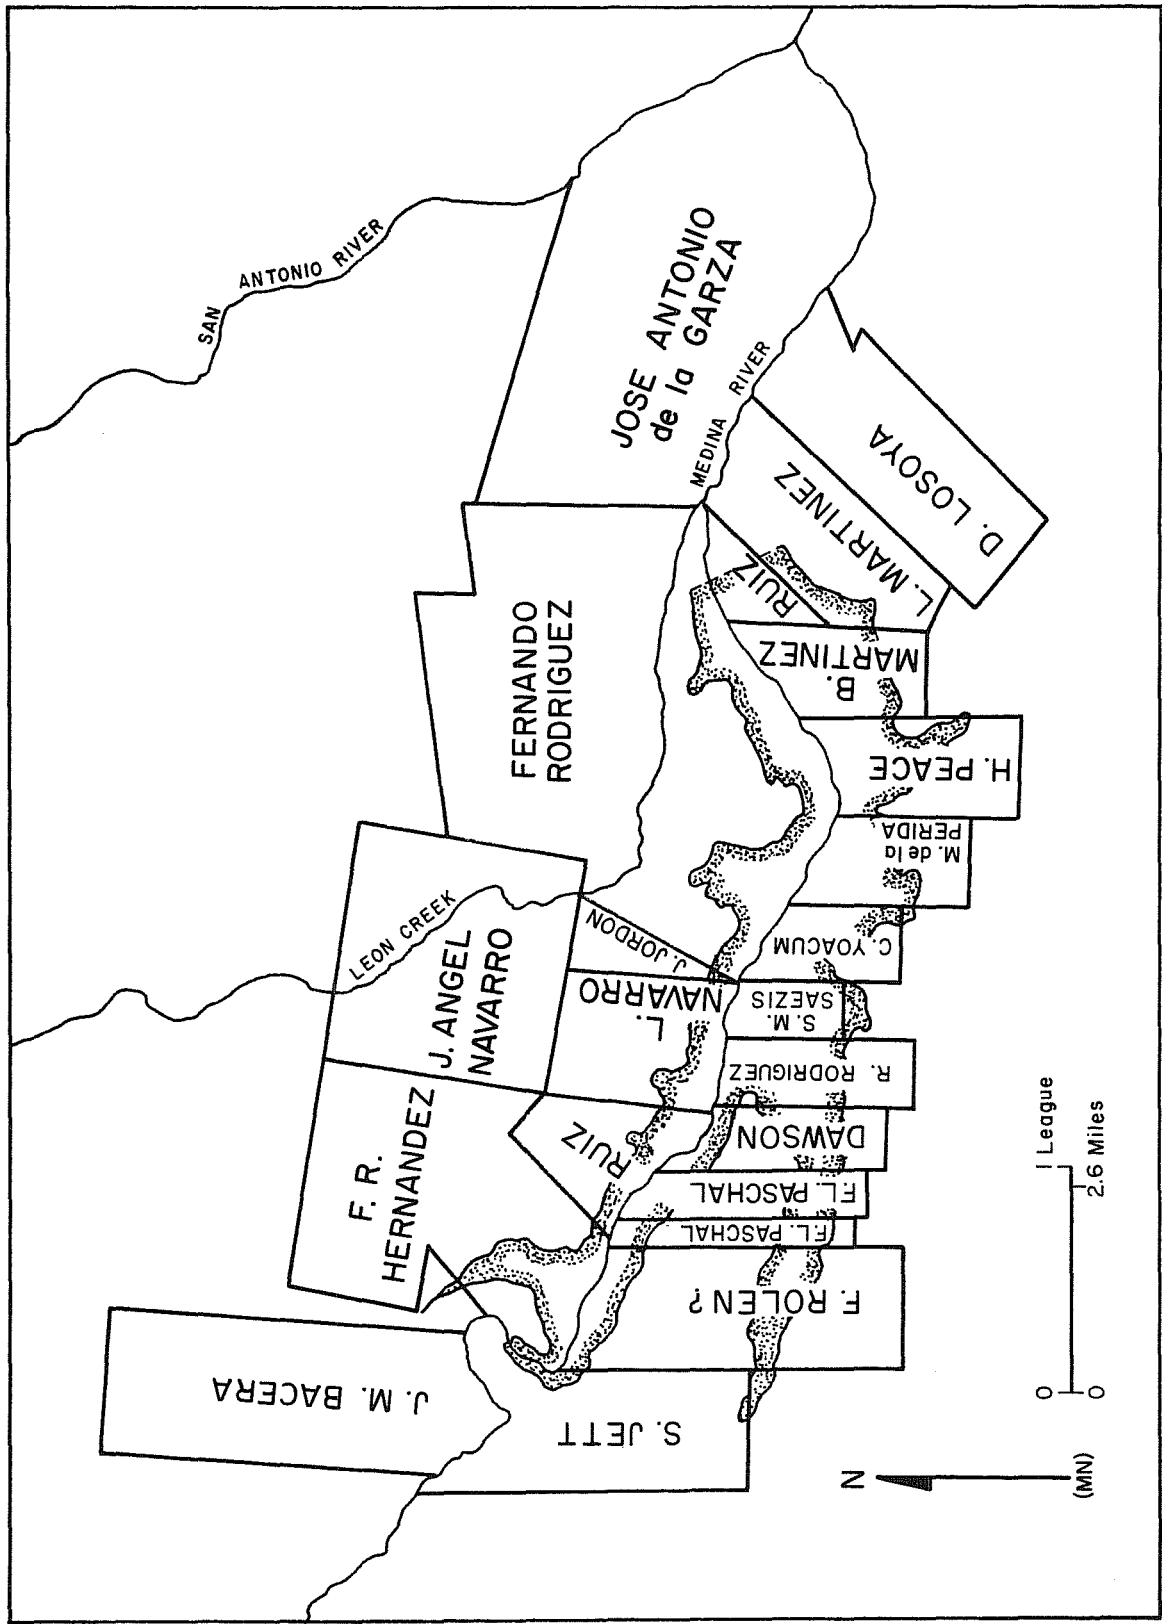 SAN
ANTONIO RIVER
JOSE ANTONIO
de la GARZA
MEDINA RIVER
D. LOSOYA
L. MARTINEZ
RUIZ
B.
MARTINEZ
FERNANDO
RODRIGUEZ
H. PEACE
M. de la
PERIDA
LEON CREEK
J. ANGEL
NAVARRO
J. JORDON
C. YOACUM
L.
NAVARRO
S. M.
SAEZIS
R. RODRIGUEZ
F. R.
HERNANDEZ
RUIZ
DAWSON
F.L. PASCHAL
F.L. PASCHAL
F. ROLEN ?
J. M. BACERA
S. JETT
0 1 League
0 2.6 Miles
N
(MN)